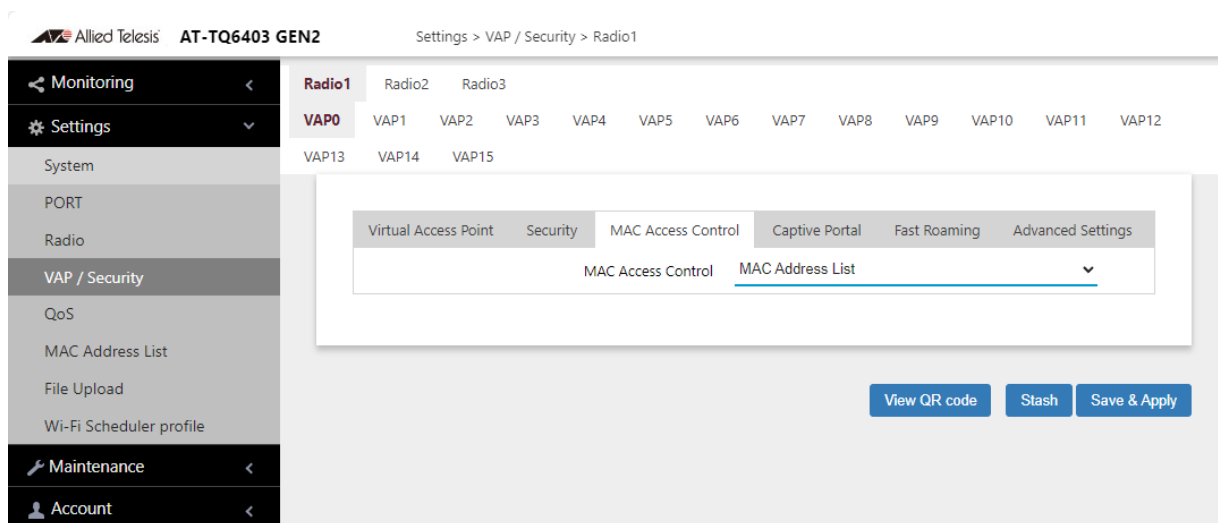 Allied Telesis AT-TQ6403 GEN2 Settings > VAP / Security > Radio1
Monitoring
Settings
System
PORT
Radio
VAP / Security
QoS
MAC Address List
File Upload
Wi-Fi Scheduler profile
Maintenance
Account
Radio1 Radio2 Radio3
VAP0 VAP1 VAP2 VAP3 VAP4 VAP5 VAP6 VAP7 VAP8 VAP9 VAP10 VAP11 VAP12
VAP13 VAP14 VAP15
Virtual Access Point Security MAC Access Control Captive Portal Fast Roaming Advanced Settings
MAC Access Control MAC Address List
View QR code Stash Save & Apply